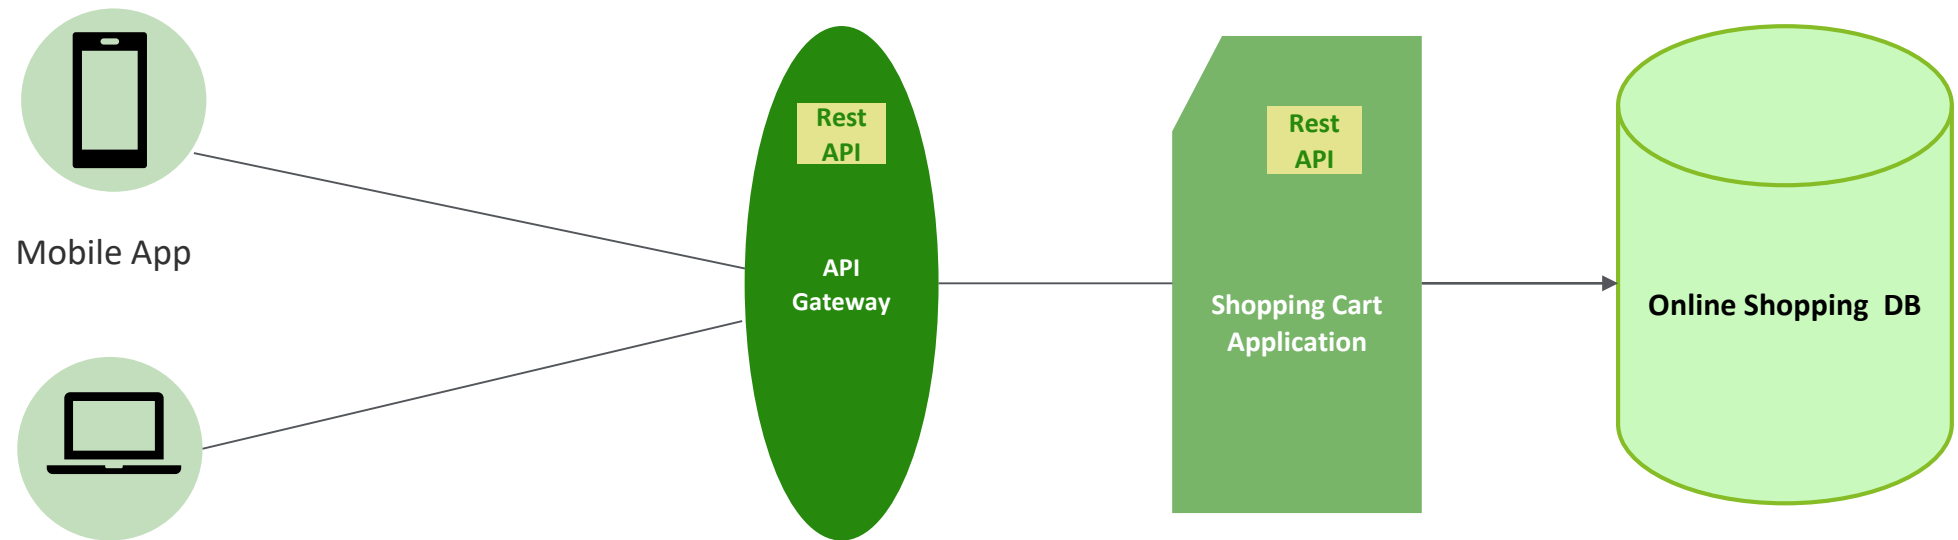 Mobile App
Rest
API
API
Gateway
Rest
API
Shopping Cart
Application
Online Shopping  DB